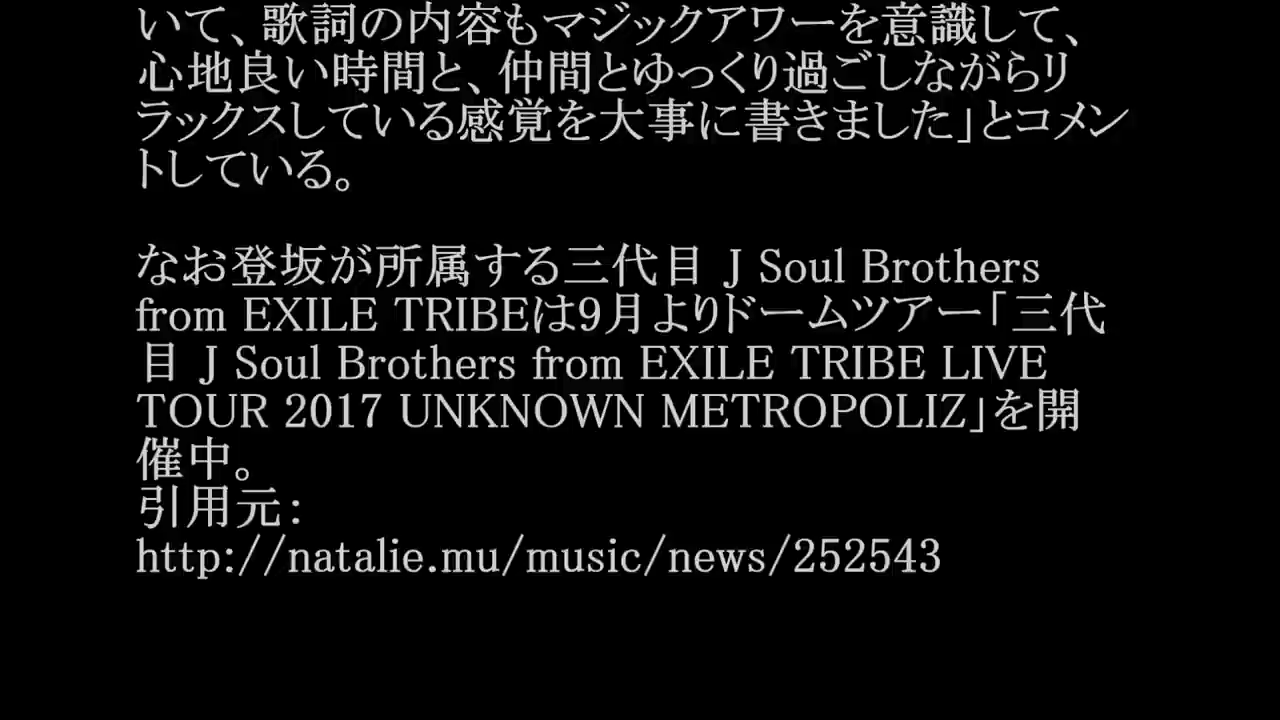 いて、歌詞の内容もマジックアワーを意識して、
心地良い時間と、仲間とゆっくり過ごしながらリ
ラックスしている感覚を大事に書きました」とコメン
トしている。
なお登坂が所属する三代目 J Soul Brothers
from EXILE TRIBEは9月よりドームツアー「三代
目 J Soul Brothers from EXILE TRIBE LIVE
TOUR 2017 UNKNOWN METROPOLIZ」を開
催中。
引用元：
http://natalie.mu/music/news/252543